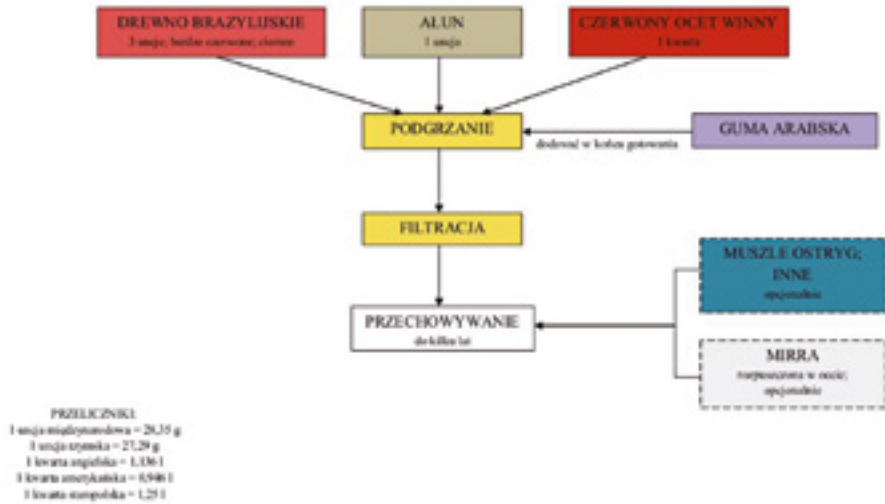 DREWNO BRAZYLIJSKIE
3 uncje; bardzo czerwone; ciemne
ALUN
1 uncja
CZERWONY OCET WINNY
1 kwarta
PODGRZANIE
GUMA ARABSKA
dodować w końcu gotowania
FILTRACJA
MUSZLE OSTRYG;
INNE
opcjonalnie
PRZECHOWYWANIE
do kilku lat
MIRRA
rozpuszczona w occie;
opcjonalnie
PRZELICZNIKI:
1 uncja międzynarodowa = 28,35 g
1 uncja rzymska = 27,29 g
1 kwarta angielska = 1,136 l
1 kwarta amerykańska = 0,946 l
1 kwarta staropolska = 1,25 l